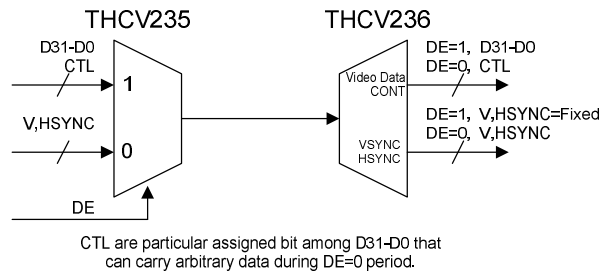 THCV235
THCV236
D31-D0
CTL
1
V,HSYNC
0
DE
Video Data
CONT
VSYNC
HSYNC
DE=1, D31-D0
DE=0, CTL
DE=1, V,HSYNC=Fixed
DE=0, V,HSYNC
CTL are particular assigned bit among D31-D0 that
can carry arbitrary data during DE=0 period.